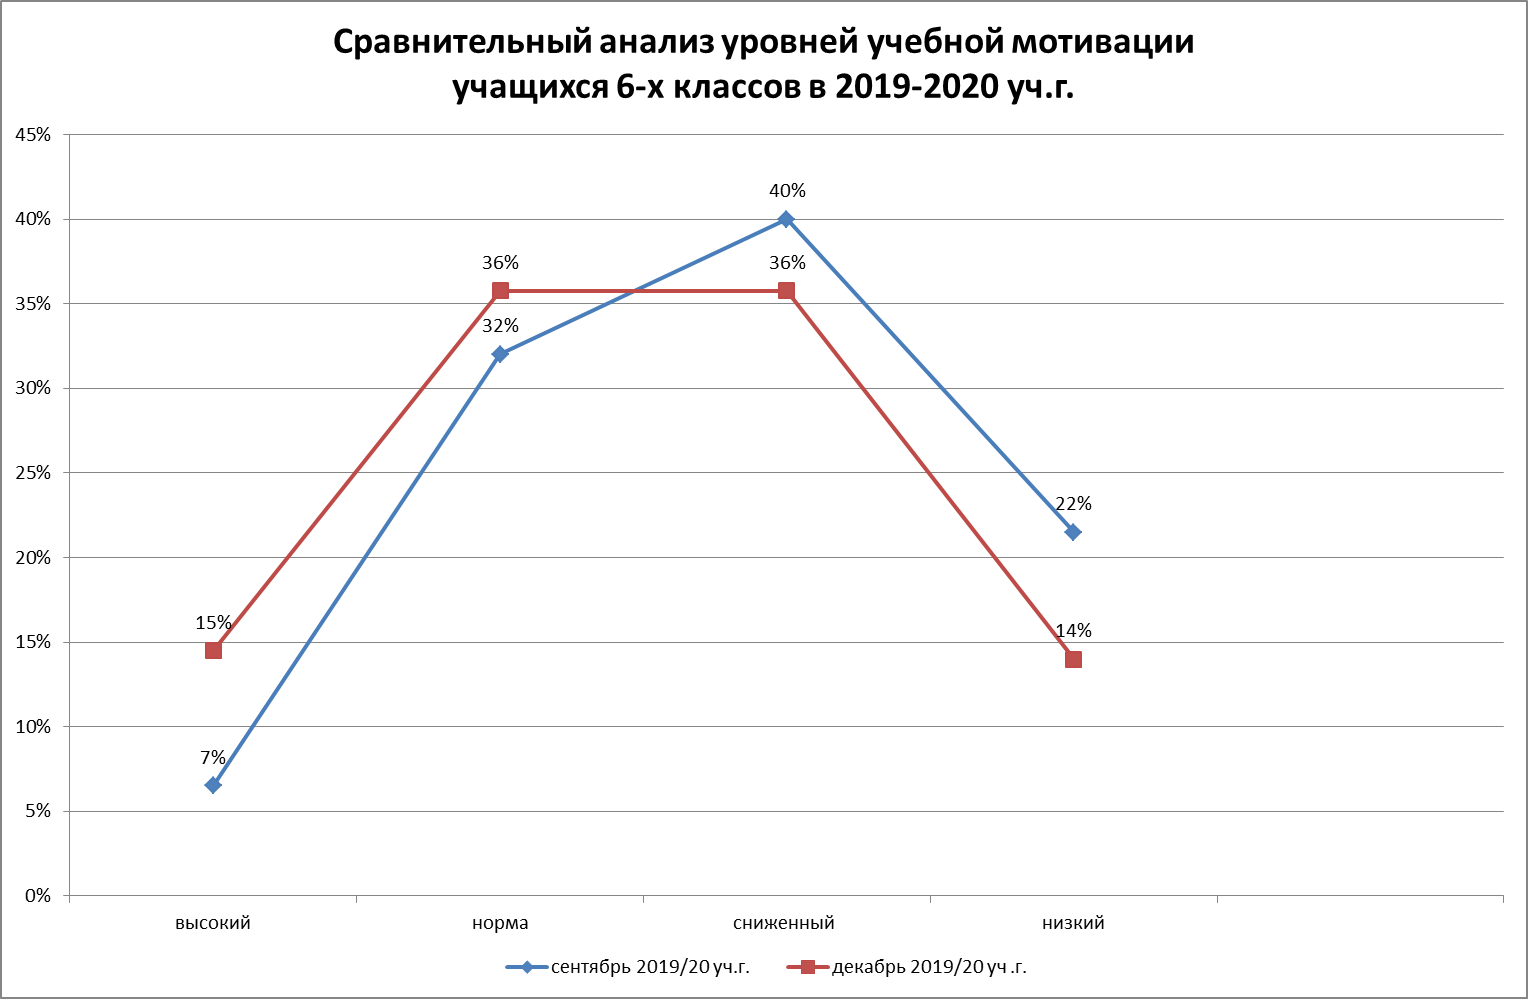 Сравнительный анализ уровней учебной мотивации
учащихся 6-х классов в 2019-2020 уч.г.
45%
40%
35%
30%
25%
20%
15%
10%
5%
0%
40%
36%
36%
32%
22%
15%
14%
7%
высокий
норма
сниженный
низкий
сентябрь 2019/20 уч.г.
декабрь 2019/20 уч .г.